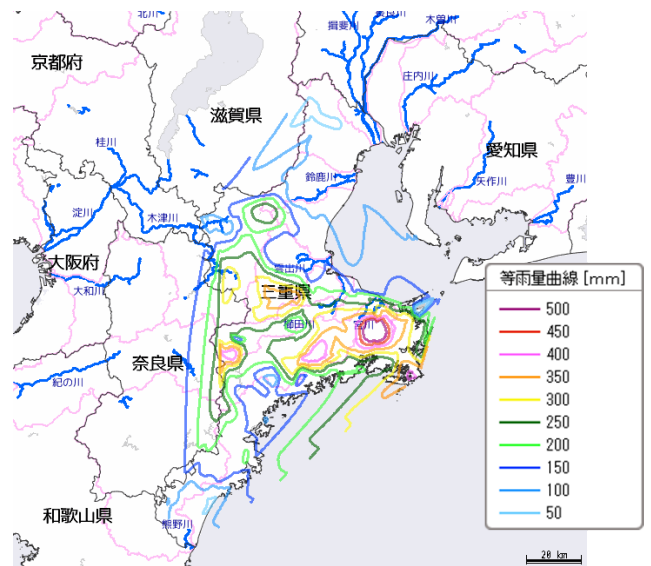 北川
揖斐川
木曽川
京都府
庄内川
滋賀県
桂川
愛知県
鈴鹿川
矢作川
豊川
淀川
木津川
大阪府
雲出川
等雨量曲線 [mm]
大和川
三重県
500
櫛田川
宮川
450
奈良県
400
紀の川
350
300
250
200
150
100
和歌山県
50
熊野川
20 km